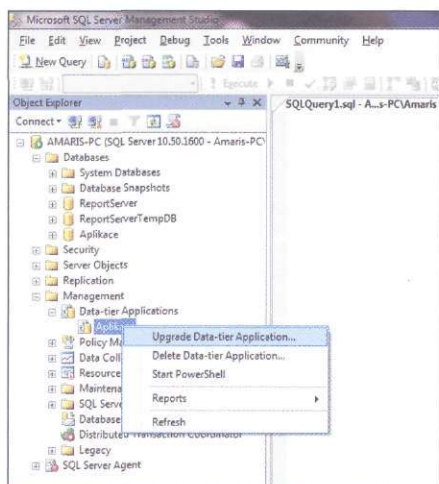 Microsoft SQL Server Management Studio
File Edit View Project Debug Tools Window Community Help
New Query
Execute
Object Explorer
SQLQuery1.sql - A...s-PC\Amaris
Connect
AMARIS-PC (SQL Server 10.50.1600 - Amaris-PC\
Databases
System Databases
Database Snapshots
ReportServer
ReportServerTempDB
Aplikace
Security
Server Objects
Replication
Management
Data-tier Applications
Aplikace
Upgrade Data-tier Application...
Policy Ma
Delete Data-tier Application...
Data Coll
Start PowerShell
Resource
Maintena
Reports
SQL Serve
Database
Refresh
Distributed Transaction Coordinator
Legacy
SQL Server Agent